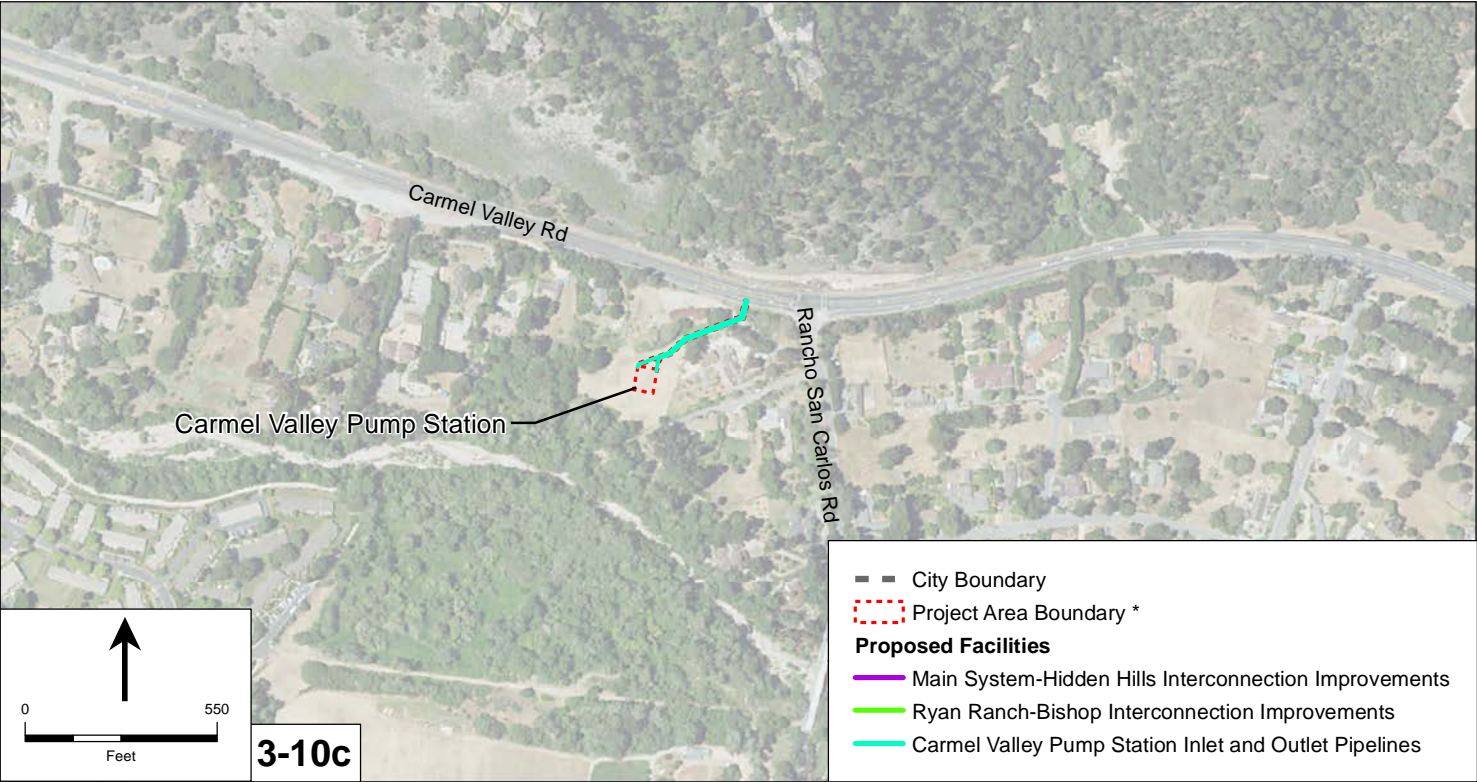 Carmel Valley Rd
Rancho San Carlos Rd
Carmel Valley Pump Station
City Boundary
Project Area Boundary *
Proposed Facilities
Main System-Hidden Hills Interconnection Improvements
Ryan Ranch-Bishop Interconnection Improvements
Carmel Valley Pump Station Inlet and Outlet Pipelines
0 550
Feet
3-10c